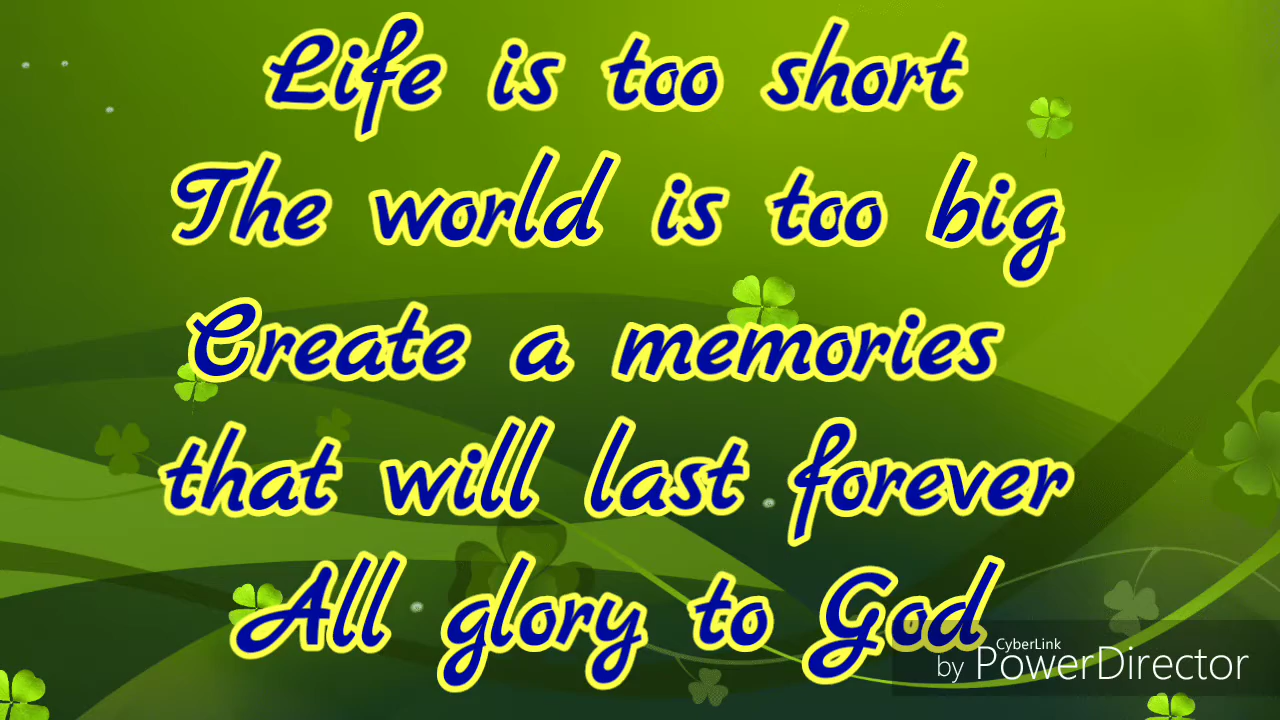 Life is too short
The world is too big
Create a memories
that will last forever
All glory to God
CyberLink
by PowerDirector